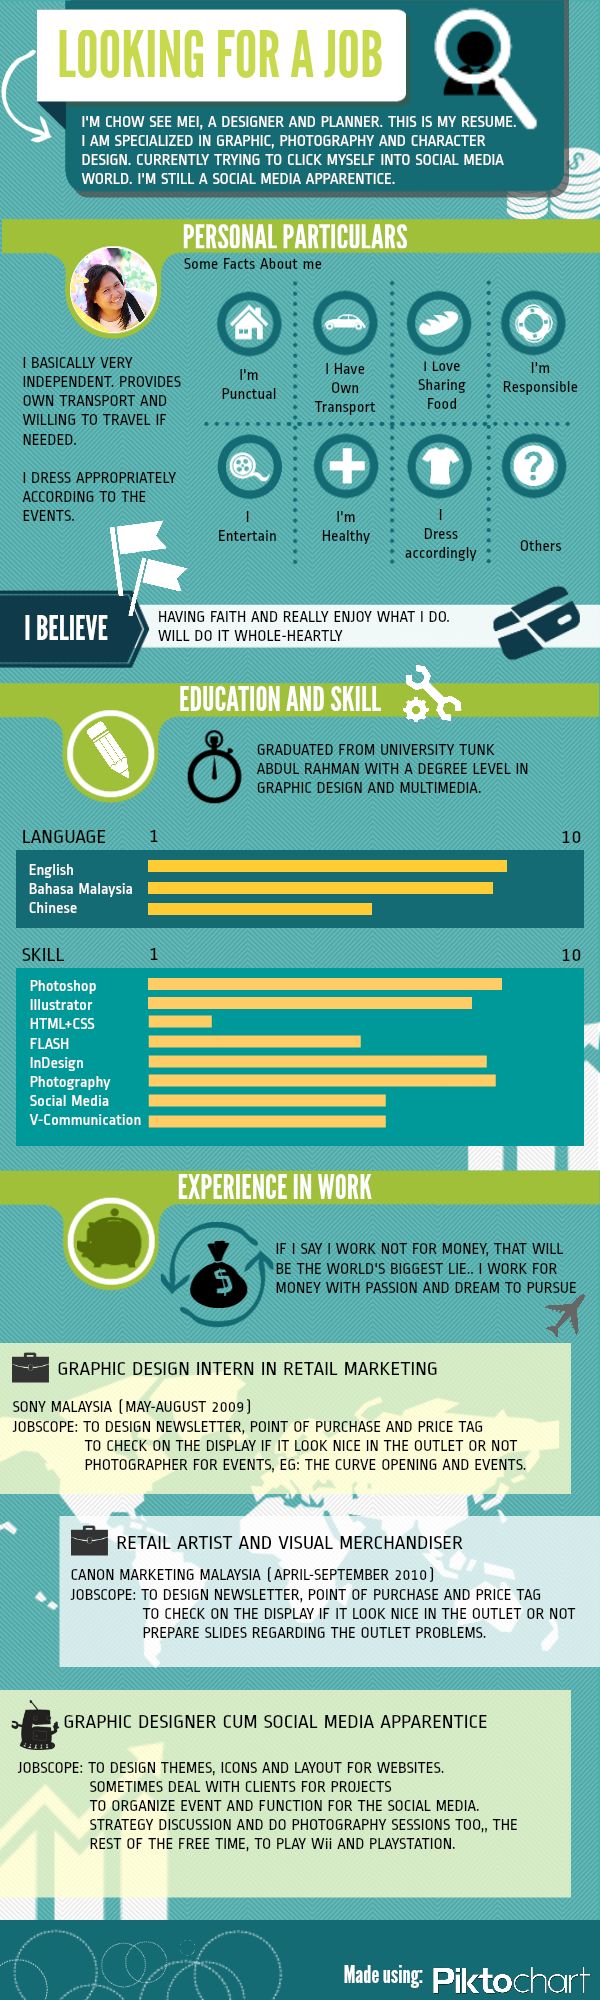 LOOKING FOR A JOB
I'M CHOW SEE MEI, A DESIGNER AND PLANNER. THIS IS MY RESUME.
I AM SPECIALIZED IN GRAPHIC, PHOTOGRAPHY AND CHARACTER
DESIGN. CURRENTLY TRYING TO CLICK MYSELF INTO SOCIAL MEDIA
WORLD. I'M STILL A SOCIAL MEDIA APPARENTICE.
$
PERSONAL PARTICULARS
Some Facts About me
I BASICALLY VERY
INDEPENDENT. PROVIDES
OWN TRANSPORT AND
WILLING TO TRAVEL IF
NEEDED.
I DRESS APPROPRIATELY
ACCORDING TO THE
EVENTS.
I'm
Punctual
I Have
Own
Transport
I Love
Sharing
Food
I'm
Responsible
I
Entertain
I'm
Healthy
I
Dress
accordingly
?
Others
I BELIEVE
HAVING FAITH AND REALLY ENJOY WHAT I DO.
WILL DO IT WHOLE-HEARTLY
EDUCATION AND SKILL
GRADUATED FROM UNIVERSITY TUNK
ABDUL RAHMAN WITH A DEGREE LEVEL IN
GRAPHIC DESIGN AND MULTIMEDIA.
LANGUAGE 1 10
English
Bahasa Malaysia
Chinese
SKILL 1 10
Photoshop
Illustrator
HTML+CSS
FLASH
InDesign
Photography
Social Media
V-Communication
EXPERIENCE IN WORK
$
IF I SAY I WORK NOT FOR MONEY, THAT WILL
BE THE WORLD'S BIGGEST LIE.. I WORK FOR
MONEY WITH PASSION AND DREAM TO PURSUE
GRAPHIC DESIGN INTERN IN RETAIL MARKETING
SONY MALAYSIA (MAY-AUGUST 2009)
JOBSCOPE: TO DESIGN NEWSLETTER, POINT OF PURCHASE AND PRICE TAG
TO CHECK ON THE DISPLAY IF IT LOOK NICE IN THE OUTLET OR NOT
PHOTOGRAPHER FOR EVENTS, EG: THE CURVE OPENING AND EVENTS.
RETAIL ARTIST AND VISUAL MERCHANDISER
CANON MARKETING MALAYSIA (APRIL-SEPTEMBER 2010)
JOBSCOPE: TO DESIGN NEWSLETTER, POINT OF PURCHASE AND PRICE TAG
TO CHECK ON THE DISPLAY IF IT LOOK NICE IN THE OUTLET OR NOT
PREPARE SLIDES REGARDING THE OUTLET PROBLEMS.
GRAPHIC DESIGNER CUM SOCIAL MEDIA APPARENTICE
JOBSCOPE: TO DESIGN THEMES, ICONS AND LAYOUT FOR WEBSITES.
SOMETIMES DEAL WITH CLIENTS FOR PROJECTS
TO ORGANIZE EVENT AND FUNCTION FOR THE SOCIAL MEDIA.
STRATEGY DISCUSSION AND DO PHOTOGRAPHY SESSIONS TOO,, THE
REST OF THE FREE TIME, TO PLAY Wii AND PLAYSTATION.
Made using: Piktochart